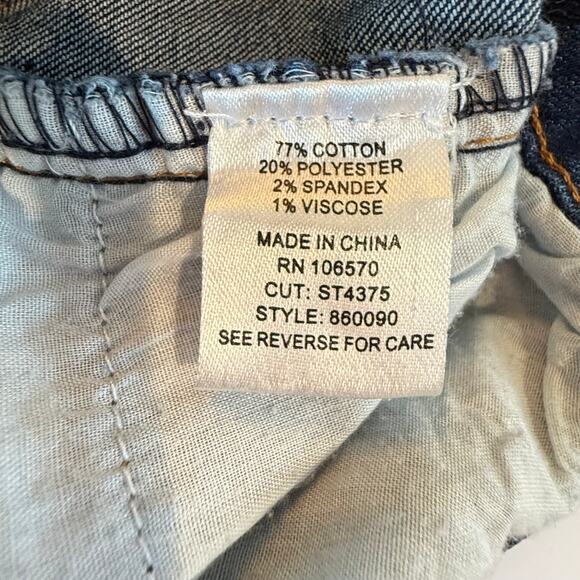 77% COTTON
20% POLYESTER
2% SPANDEX
1% VISCOSE
MADE IN CHINA
RN 106570
CUT: ST4375
STYLE: 860090
SEE REVERSE FOR CARE